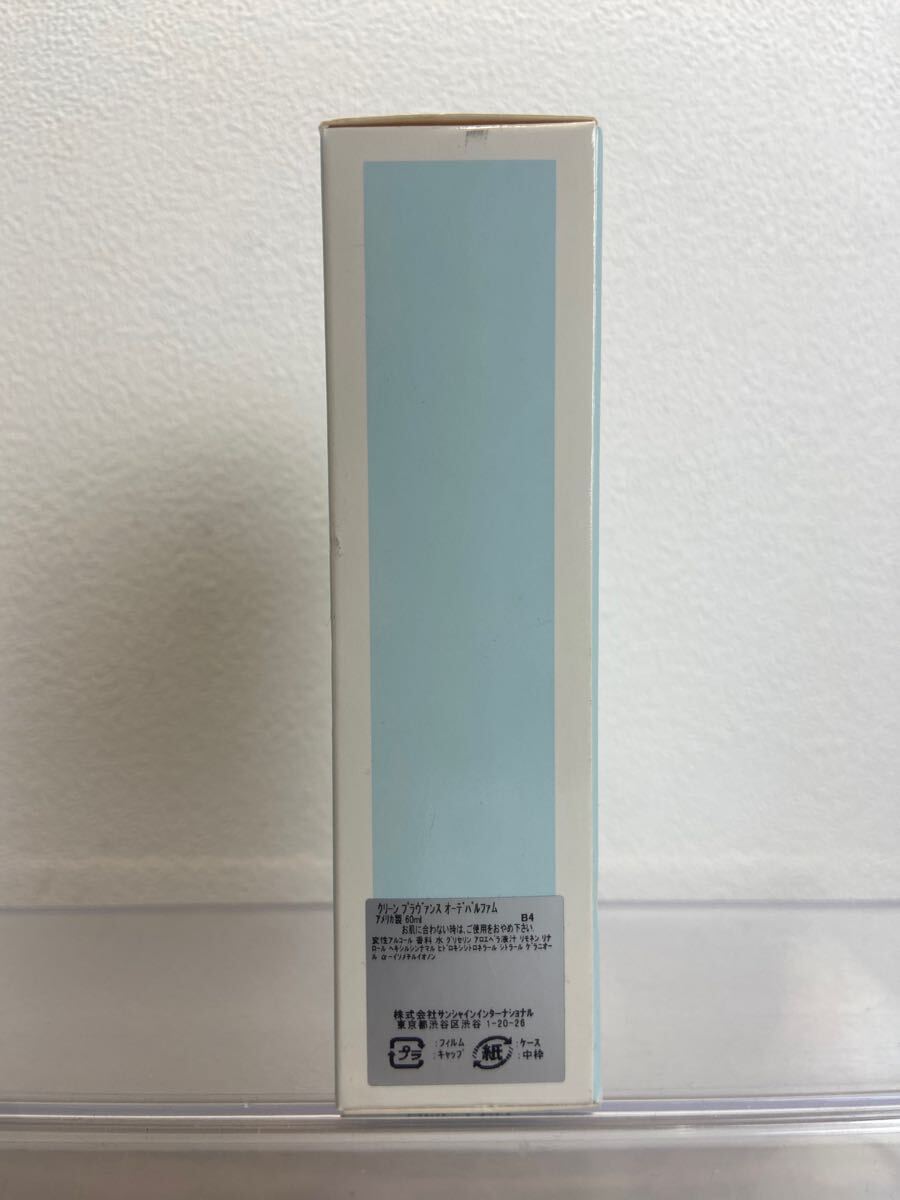 クリーン プラヴァンス オーデパルファム
アメリカ製 60ml B4
お肌に合わない時は、ご使用をおやめ下さい。
変性アルコール 香料 水 グリセリン アロエベラ液汁 リモネン リナ
ロール ヘキシルシンナマル ヒドロキシシトロネラール シトラール ゲラニオー
ル α-イソメチルイオノン
株式会社サンシャインインターナショナル
東京都渋谷区渋谷 1-20-26
プラ :フィルム :キャップ 紙 :ケース :中枠